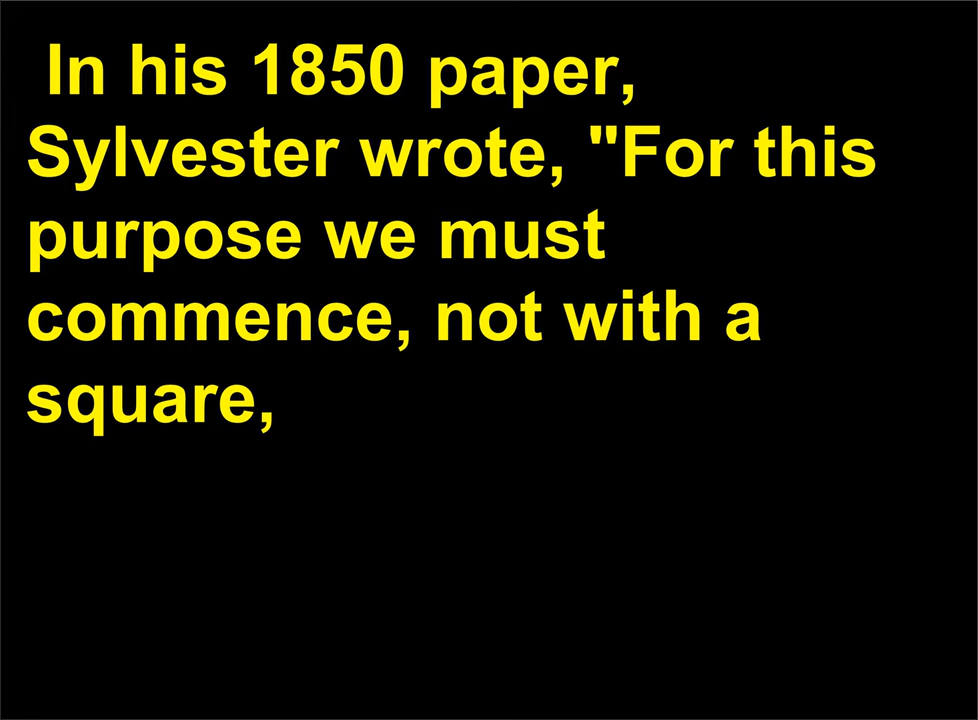 In his 1850 paper,
Sylvester wrote, "For this
purpose we must
commence, not with a
square,